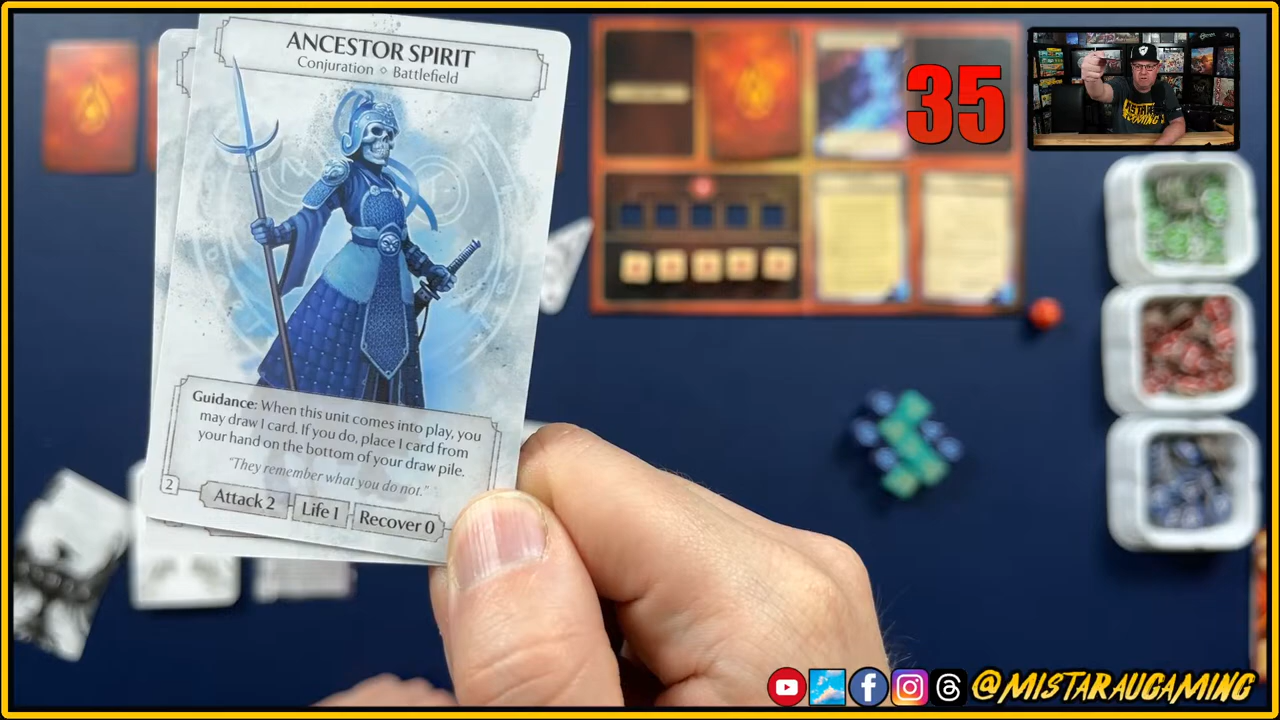 ANCESTOR SPIRIT
Conjuration ⋄ Battlefield
35
Guidance: When this unit comes into play, you
may draw 1 card. If you do, place 1 card from
your hand on the bottom of your draw pile.
"They remember what you do not."
2
Attack 2
Life 1
Recover 0
@MISTARAUGAMING